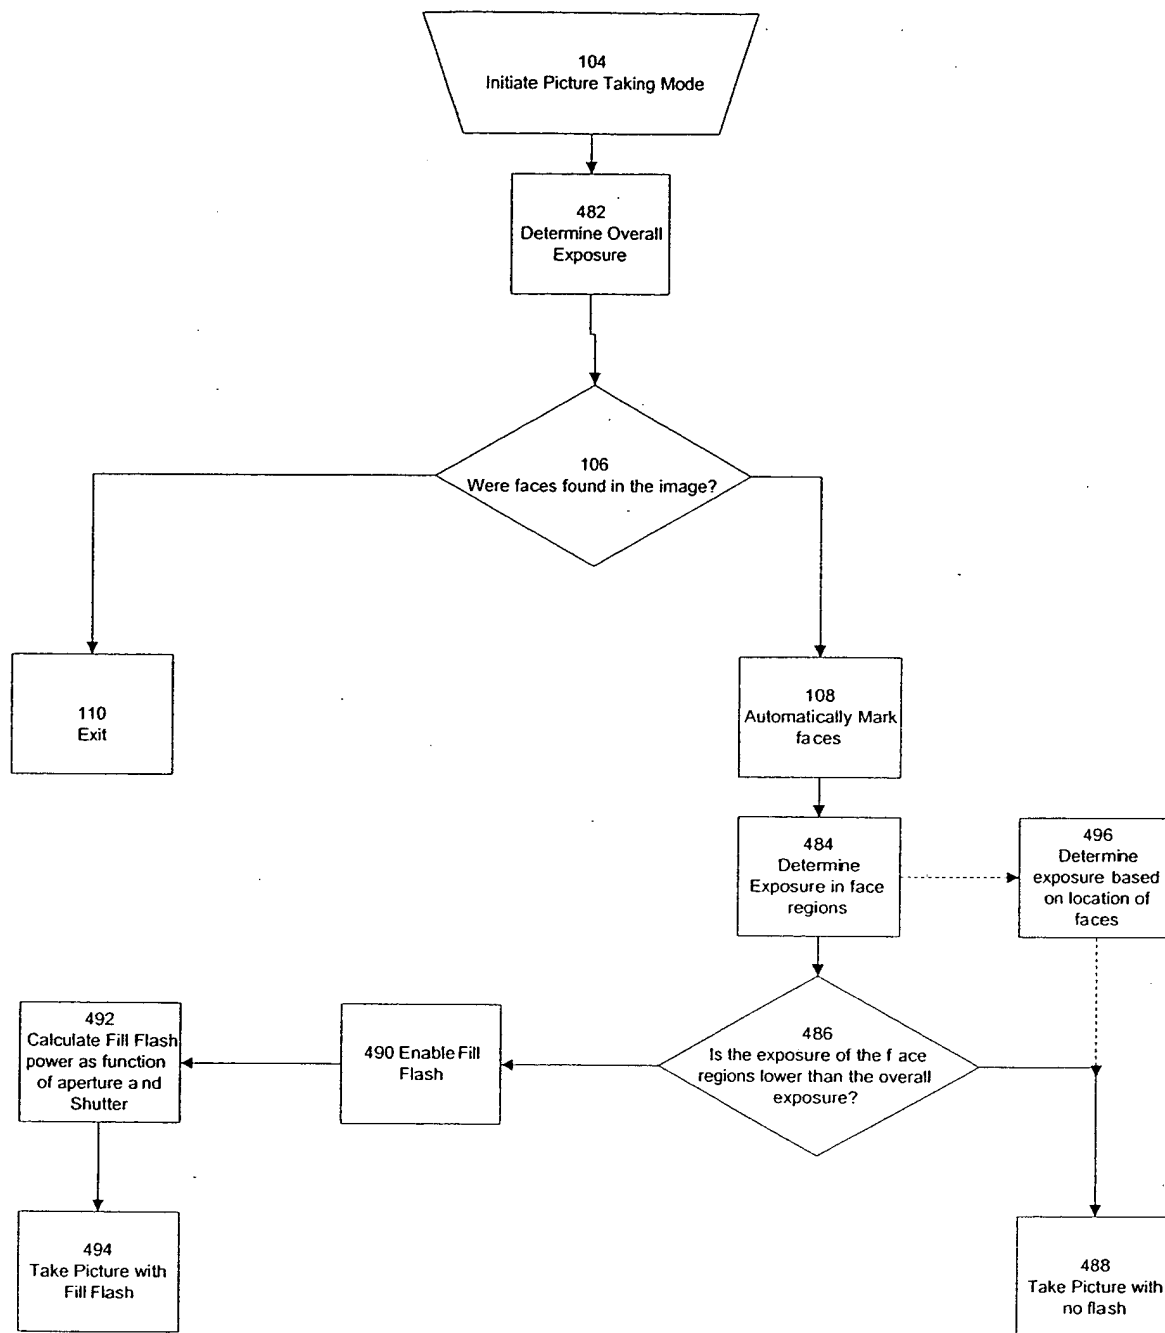 104
Initiate Picture Taking Mode
482
Determine Overall
Exposure
106
Were faces found in the image?
110
Exit
108
Automatically Mark
faces
484
Determine
Exposure in face
regions
496
Determine
exposure based
on location of
faces
486
Is the exposure of the f ace
regions lower than the overall
exposure?
490 Enable Fill
Flash
492
Calculate Fill Flash
power as function
of aperture and
Shutter
494
Take Picture with
Fill Flash
488
Take Picture with
no flash